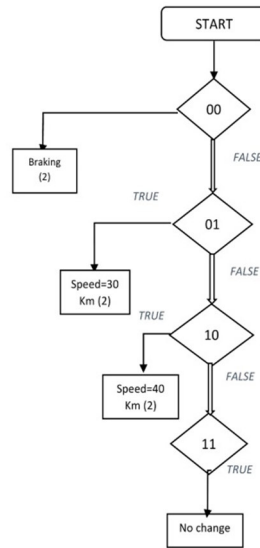 START
00
Braking
(2)
FALSE
TRUE
01
Speed=30
Km (2)
FALSE
TRUE
10
Speed=40
Km (2)
FALSE
11
TRUE
No change